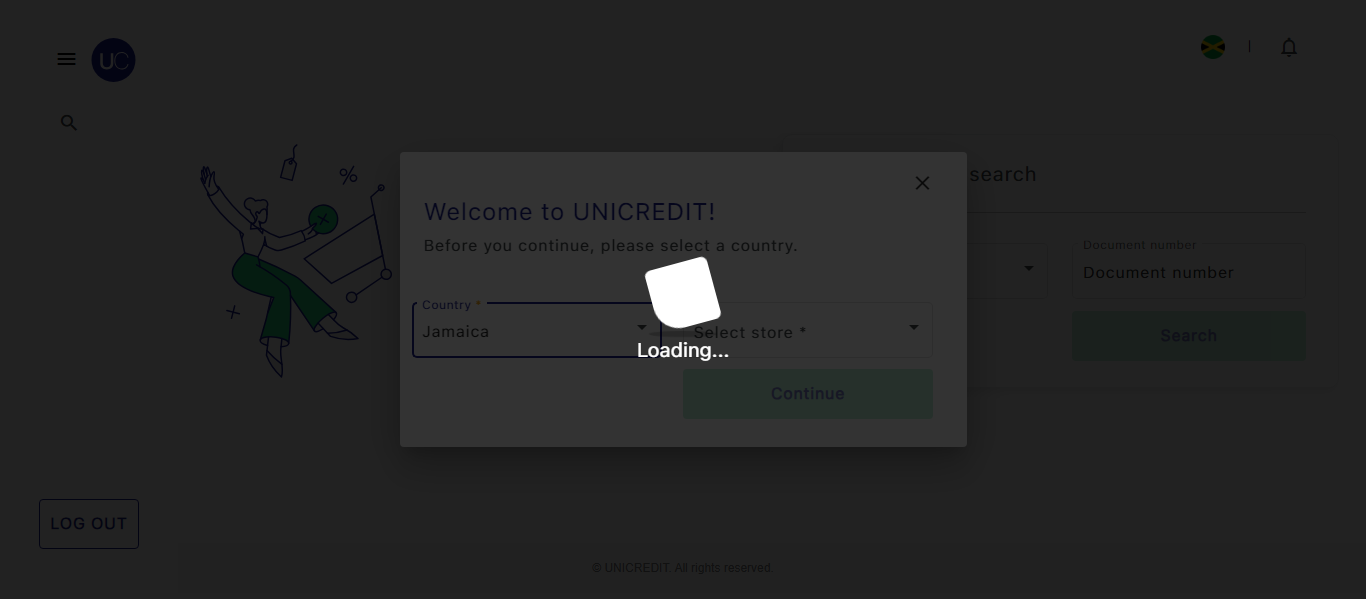 UC
search
Welcome to UNICREDIT!
Before you continue, please select a country.
Country *
Jamaica
Select store *
Document number
Document number
Search
Loading...
Continue
LOG OUT
© UNICREDIT. All rights reserved.